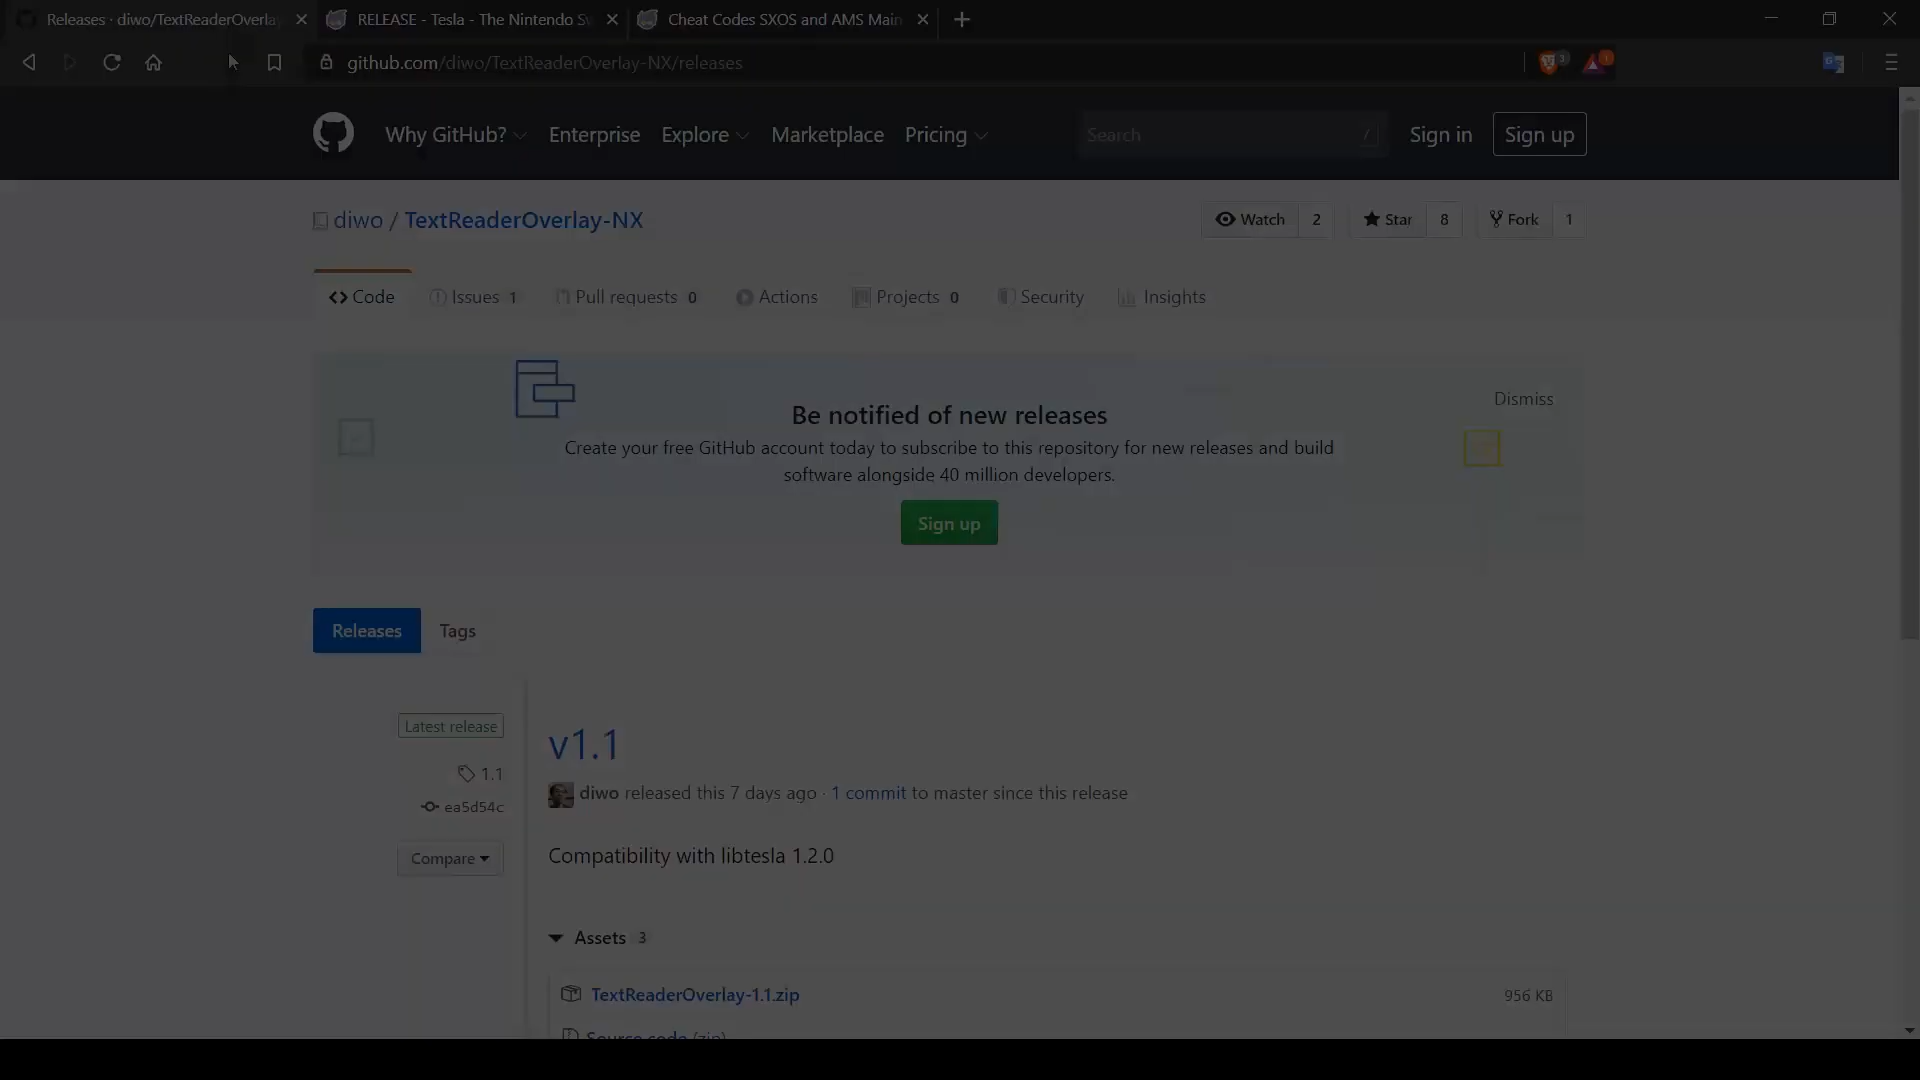 Releases · diwo/TextReaderOverla
RELEASE - Tesla - The Nintendo Sw
Cheat Codes SXOS and AMS Main
github.com/diwo/TextReaderOverlay-NX/releases
3
1
Why GitHub? Enterprise Explore Marketplace Pricing
Search /
Sign in Sign up
diwo / TextReaderOverlay-NX
Watch 2 Star 8 Fork 1
Code Issues 1 Pull requests 0 Actions Projects 0 Security Insights
Be notified of new releases
Dismiss
Create your free GitHub account today to subscribe to this repository for new releases and build
software alongside 40 million developers.
Sign up
Releases Tags
Latest release
1.1
ea5d54c
Compare
v1.1
diwo released this 7 days ago · 1 commit to master since this release
Compatibility with libtesla 1.2.0
Assets 3
TextReaderOverlay-1.1.zip 956 KB
Source code (zip)